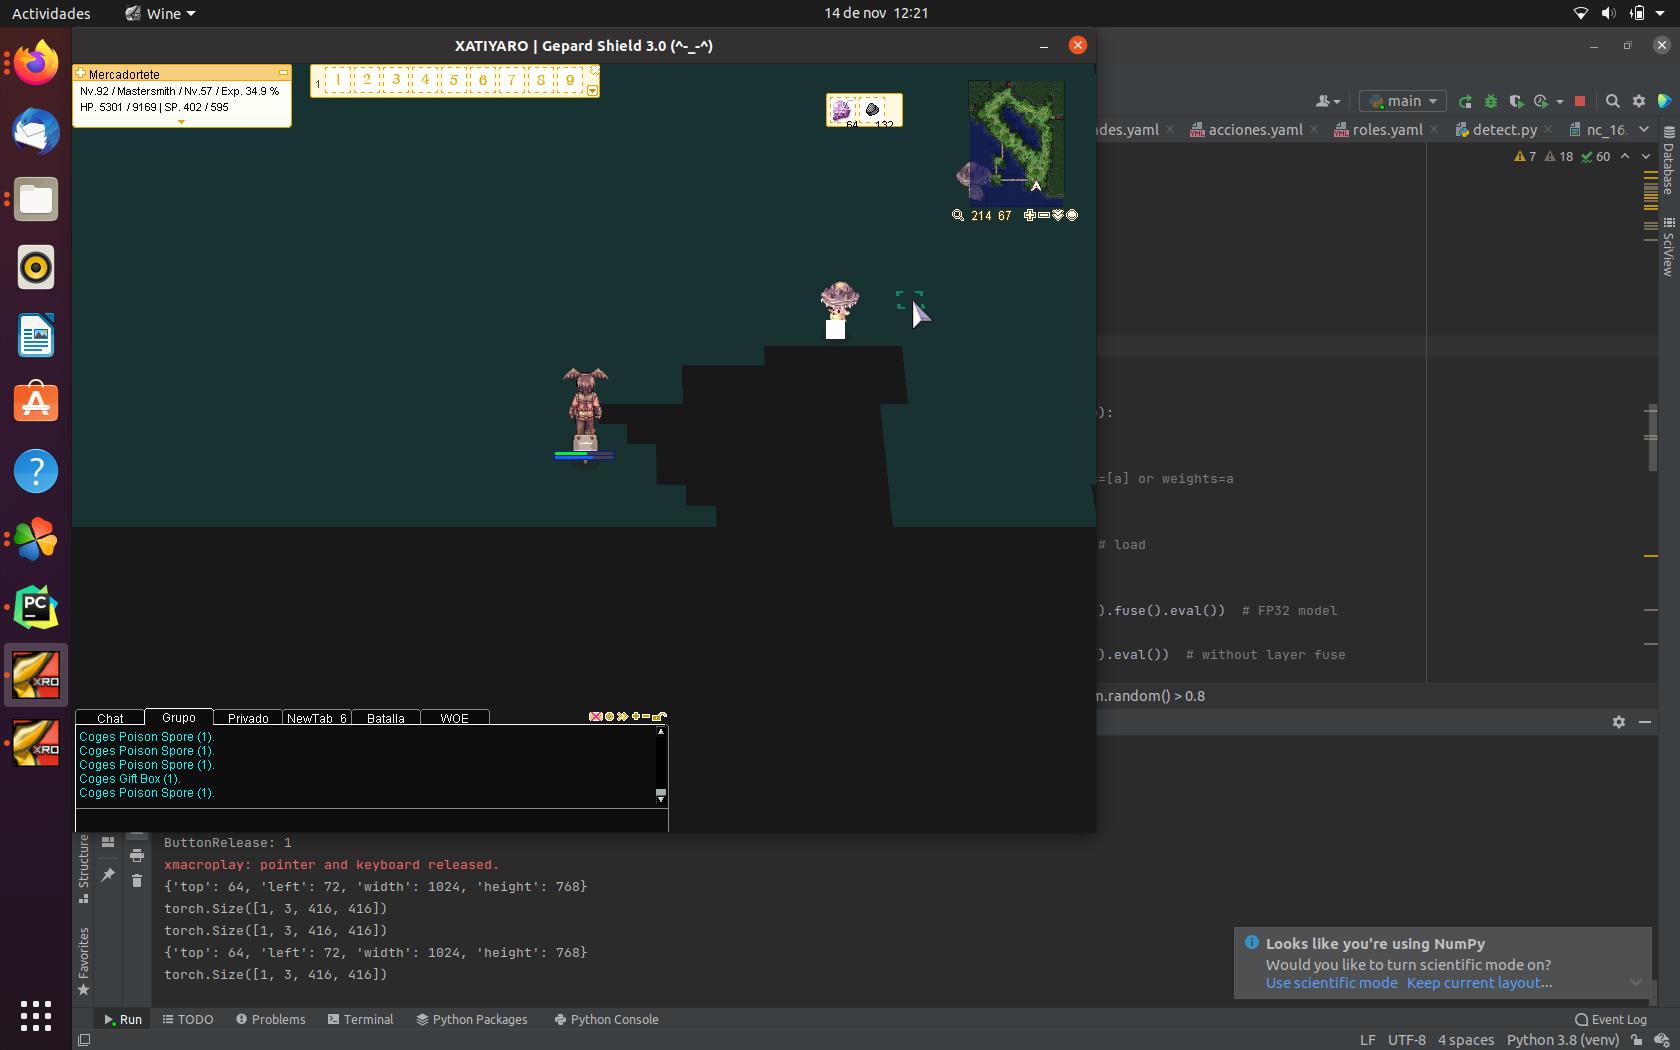 Actividades
Wine
14 de nov 12:21
XATIYARO | Gepard Shield 3.0 (^-_-^)
Mercadortete
Nv.92 / Mastersmith / Nv.57 / Exp. 34.9 %
HP. 5301 / 9169 | SP. 402 / 595
1 1 2 3 4 5 6 7 8 9
64 132
214 67
main
des.yaml
acciones.yaml
roles.yaml
detect.py
nc_16.
7 18 60
Database
SciView
):
=[a] or weights=a
# load
).fuse().eval()) # FP32 model
).eval()) # without layer fuse
m.random() > 0.8
PC
XRO
XRO
Chat Grupo Privado NewTab_6 Batalla WOE
Coges Poison Spore (1).
Coges Poison Spore (1).
Coges Poison Spore (1).
Coges Gift Box (1).
Coges Poison Spore (1).
Structure
Favorites
ButtonRelease: 1
xmacroplay: pointer and keyboard released.
{'top': 64, 'left': 72, 'width': 1024, 'height': 768}
torch.Size([1, 3, 416, 416])
torch.Size([1, 3, 416, 416])
{'top': 64, 'left': 72, 'width': 1024, 'height': 768}
torch.Size([1, 3, 416, 416])
Looks like you're using NumPy
Would you like to turn scientific mode on?
Use scientific mode Keep current layout...
Run TODO Problems Terminal Python Packages Python Console
Event Log
LF UTF-8 4 spaces Python 3.8 (venv)